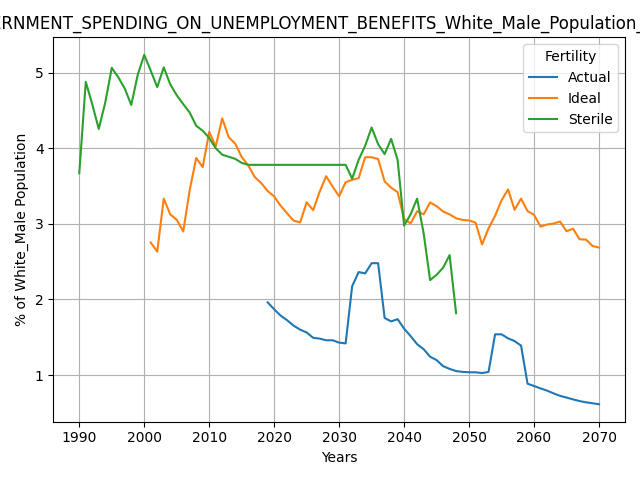 ERNMENT_SPENDING_ON_UNEMPLOYMENT_BENEFITS_White_Male_Population_
Fertility
Actual
Ideal
Sterile
% of White_Male Population
5
4
3
2
1
1990 2000 2010 2020 2030 2040 2050 2060 2070
Years